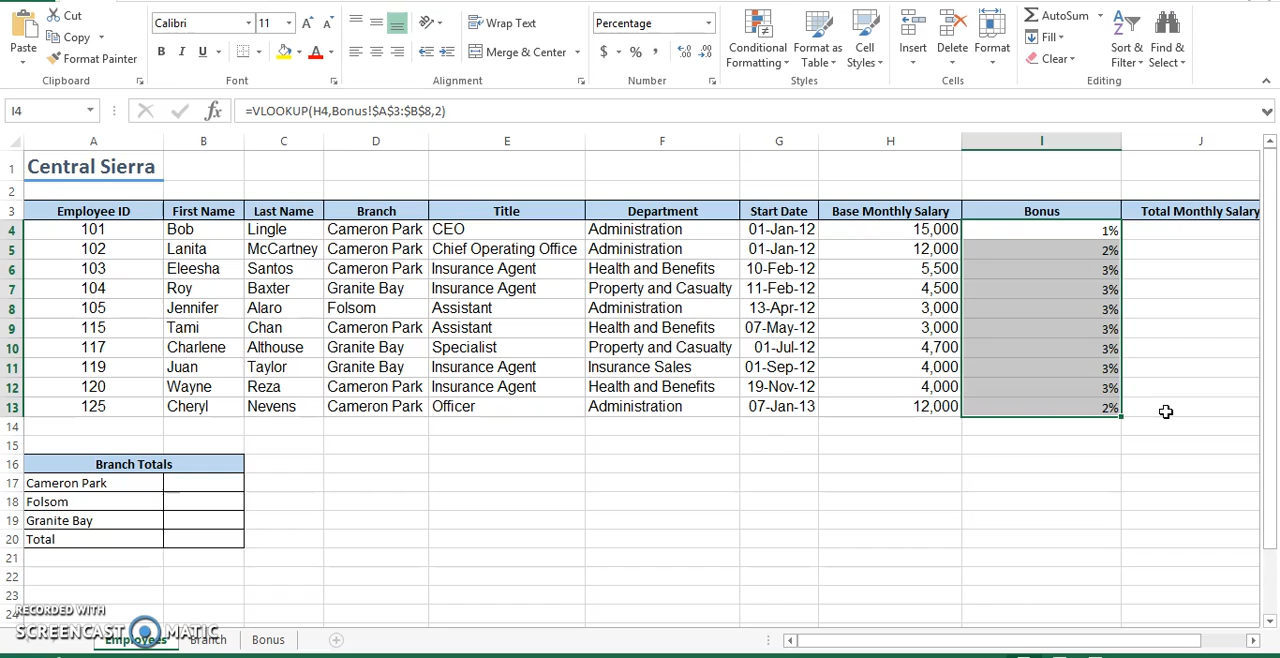 Cut
Copy
Format Painter
Paste
Clipboard
Calibri 11
B I U
A
Font
Wrap Text
Merge & Center
Alignment
Percentage
$ % ,
Number
Conditional Formatting
Format as Table
Cell Styles
Styles
Insert Delete Format
Cells
AutoSum
Fill
Clear
Sort & Filter
Find & Select
Editing
I4 fx =VLOOKUP(H4,Bonus!$A$3:$B$8,2)
A B C D E F G H I J
1 Central Sierra
2
3 Employee ID First Name Last Name Branch Title Department Start Date Base Monthly Salary Bonus Total Monthly Salary
4 101 Bob Lingle Cameron Park CEO Administration 01-Jan-12 15,000 1%
5 102 Lanita McCartney Cameron Park Chief Operating Office Administration 01-Jan-12 12,000 2%
6 103 Eleesha Santos Cameron Park Insurance Agent Health and Benefits 10-Feb-12 5,500 3%
7 104 Roy Baxter Granite Bay Insurance Agent Property and Casualty 11-Feb-12 4,500 3%
8 105 Jennifer Alaro Folsom Assistant Administration 13-Apr-12 3,000 3%
9 115 Tami Chan Cameron Park Assistant Health and Benefits 07-May-12 3,000 3%
10 117 Charlene Althouse Granite Bay Specialist Property and Casualty 01-Jul-12 4,700 3%
11 119 Juan Taylor Granite Bay Insurance Agent Insurance Sales 01-Sep-12 4,000 3%
12 120 Wayne Reza Cameron Park Insurance Agent Health and Benefits 19-Nov-12 4,000 3%
13 125 Cheryl Nevens Cameron Park Officer Administration 07-Jan-13 12,000 2%
14
15
16 Branch Totals
17 Cameron Park
18 Folsom
19 Granite Bay
20 Total
21
22
23
24
RECORDED WITH
SCREENCAST MATIC
Employees Branch Bonus